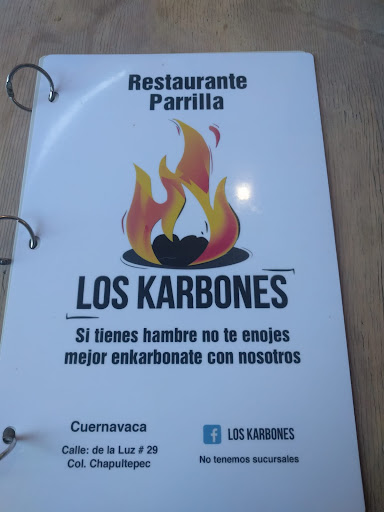 Restaurante
Parrilla
LOS KARBONES
Si tienes hambre no te enojes
mejor enkarbonate con nosotros
Cuernavaca
Calle: de la Luz # 29
Col. Chapultepec
f LOS KARBONES
No tenemos sucursales